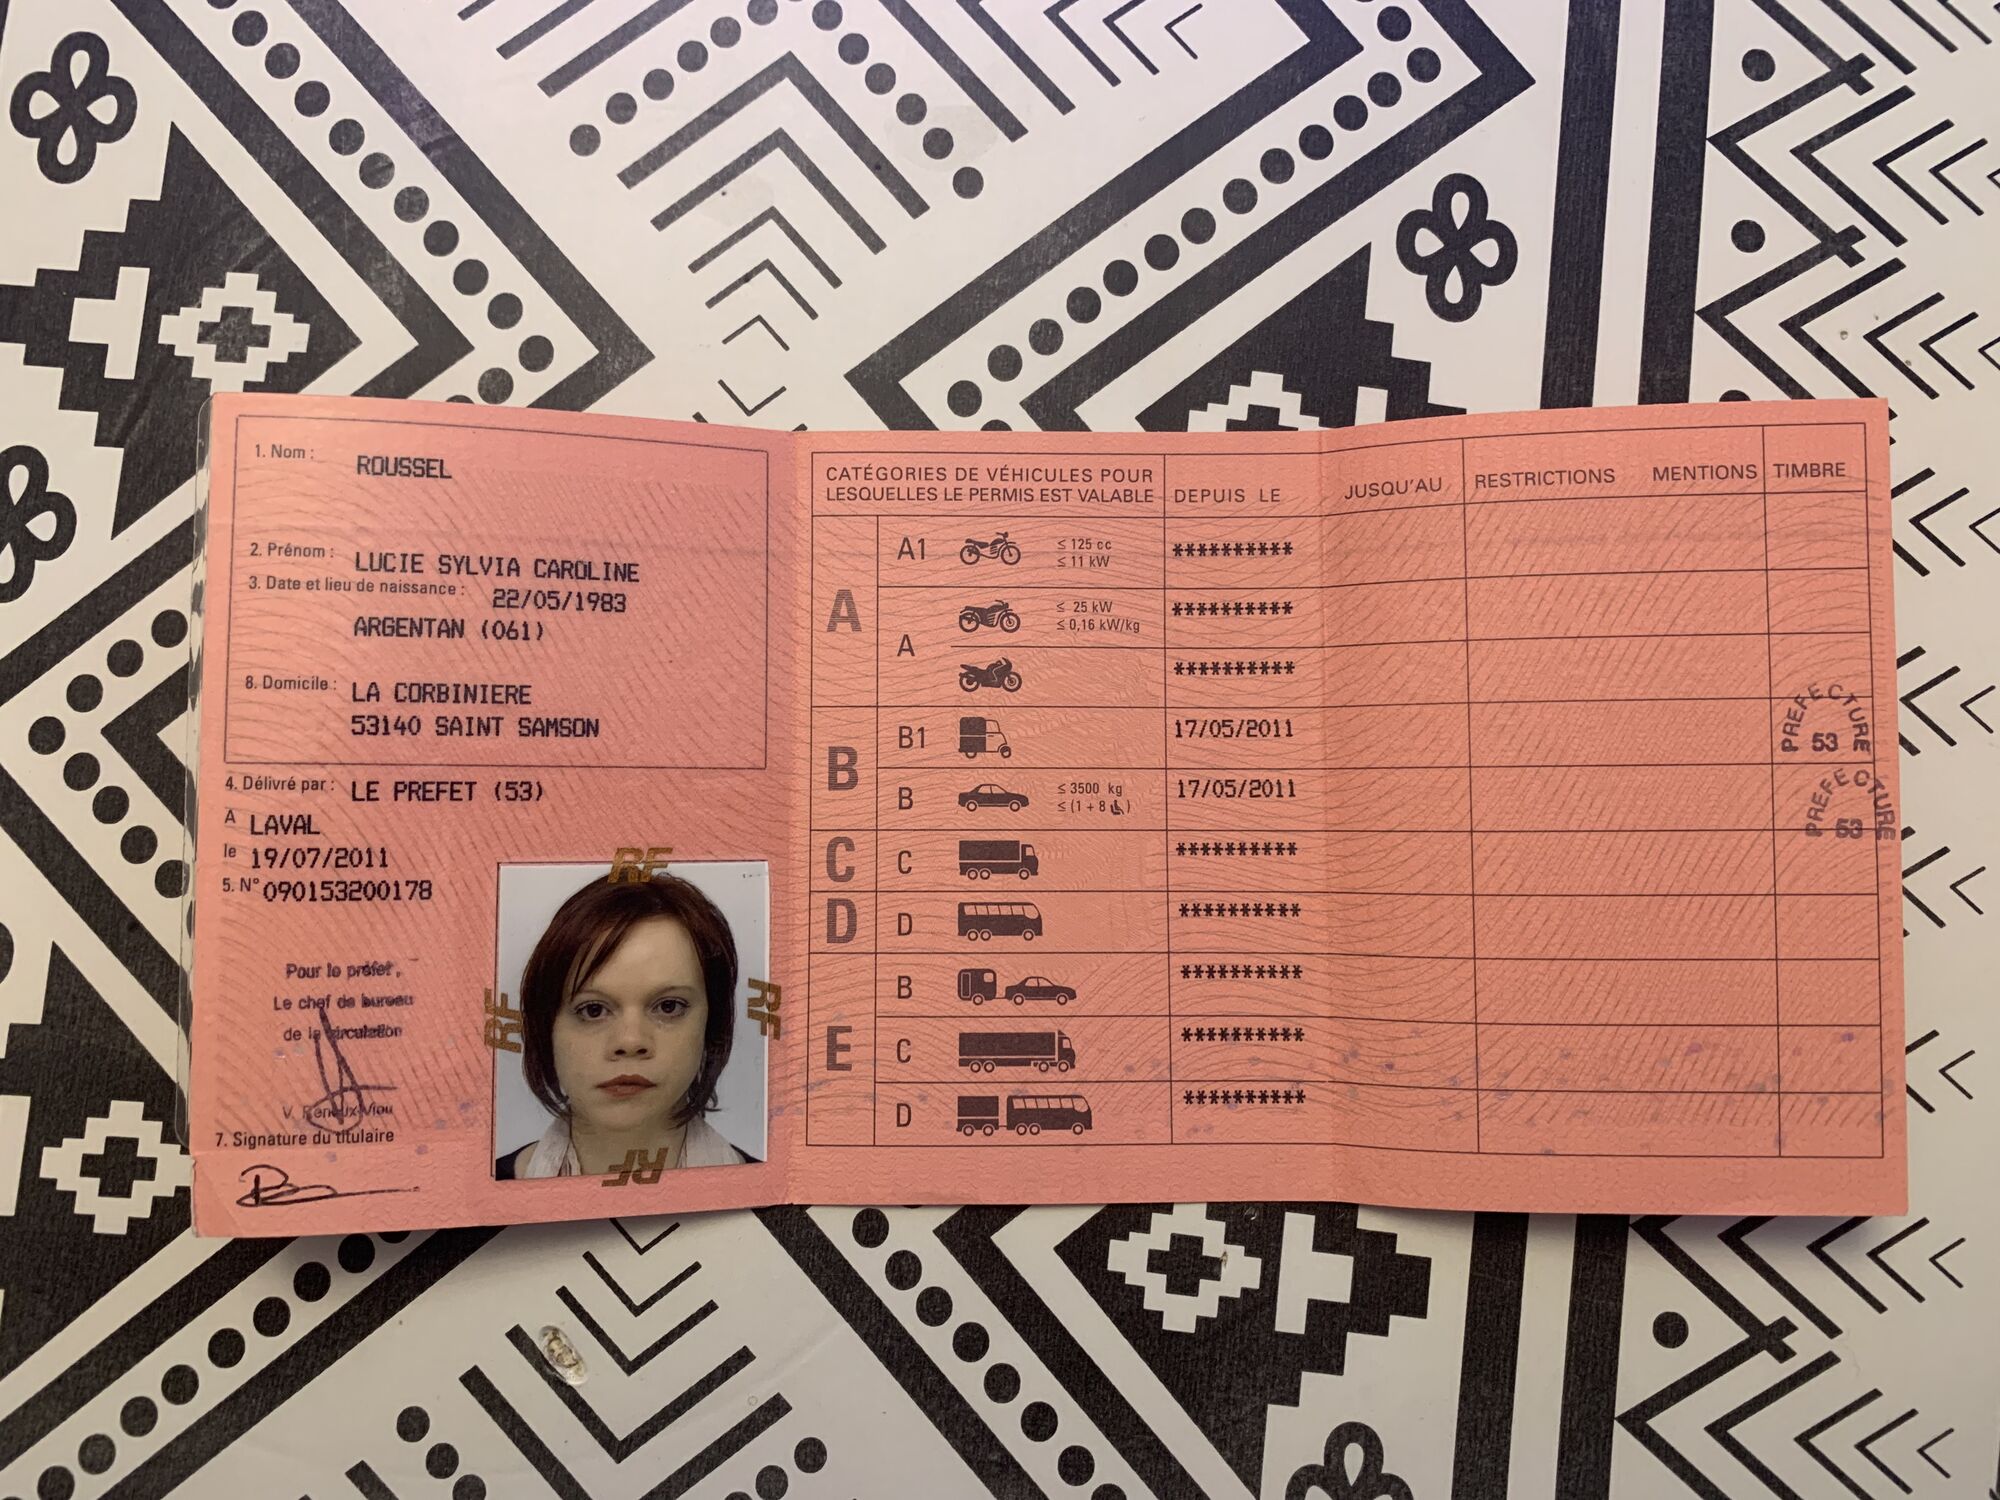 1. Nom : ROUSSEL
2. Prénom : LUCIE SYLVIA CAROLINE
3. Date et lieu de naissance : 22/05/1983
ARGENTAN (061)
8. Domicile : LA CORBINIERE
53140 SAINT SAMSON
4. Délivré par : LE PREFET (53)
A LAVAL
le 19/07/2011
5. N° 090153200178
Pour le préfet,
Le chef de bureau
de la circulation
7. Signature du titulaire
RF
RF
RF
RF
CATÉGORIES DE VÉHICULES POUR
LESQUELLES LE PERMIS EST VALABLE
DEPUIS LE
JUSQU'AU
RESTRICTIONS MENTIONS
TIMBRE
A
A1 ≤ 125 cc **********
≤ 11 kW
A ≤ 25 kW **********
≤ 0,16 kW/kg
**********
B
B1 17/05/2011
B ≤ 3500 kg 17/05/2011
≤ (1 + 8 )
C
C **********
D
D **********
E
B **********
C **********
D **********
PREFECTURE
53
PREFECTURE
53